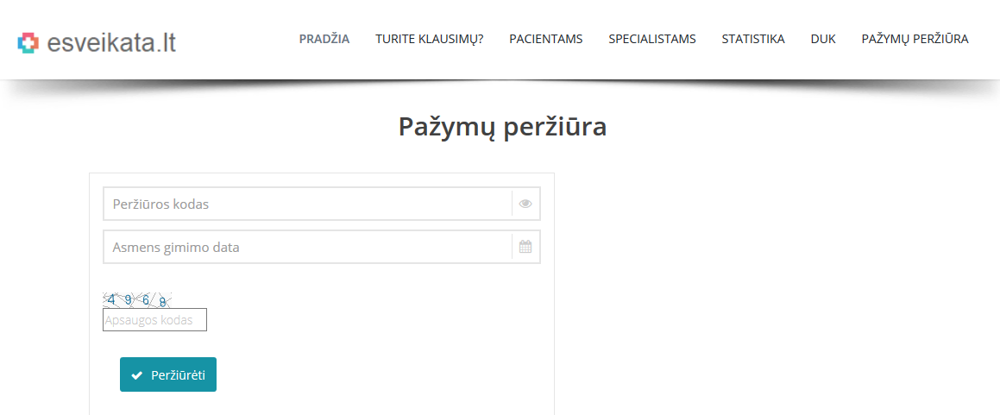 esveikata.lt
PRADŽIA TURITE KLAUSIMŲ? PACIENTAMS SPECIALISTAMS STATISTIKA DUK PAŽYMŲ PERŽIŪRA
Pažymų peržiūra
Peržiūros kodas
Asmens gimimo data
4 9 6 8
Apsaugos kodas
Peržiūrėti